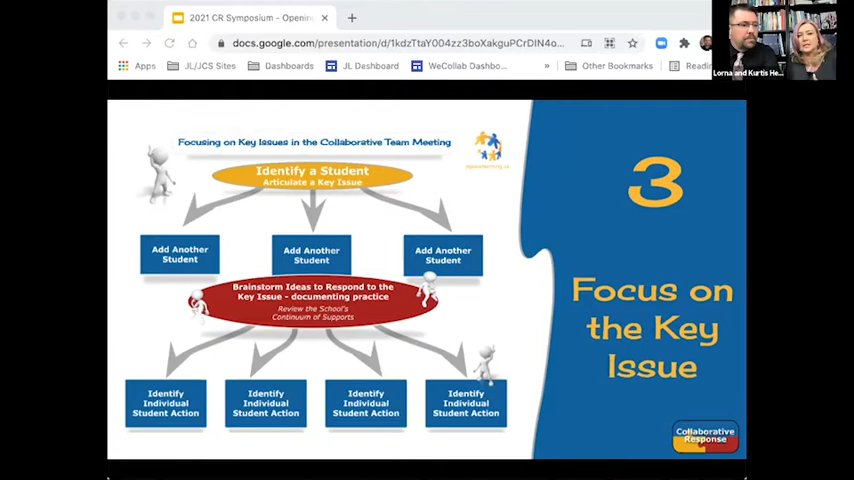 2021 CR Symposium - Openin
docs.google.com/presentation/d/1kdzTtaY004zz3boXakguPCrDIN4o...
Apps
JL/JCS Sites
Dashboards
JL Dashboard
WeCollab Dashbo...
»
Other Bookmarks
Readin
Lorna and Kurtis He...
Focusing on Key Issues in the Collaborative Team Meeting
Identify a Student
Articulate a Key Issue
Add Another
Student
Add Another
Student
Add Another
Student
Brainstorm Ideas to Respond to the
Key Issue - documenting practice
Review the School's
Continuum of Supports
Identify
Individual
Student Action
Identify
Individual
Student Action
Identify
Individual
Student Action
Identify
Individual
Student Action
3
Focus on
the Key
Issue
Collaborative
Response